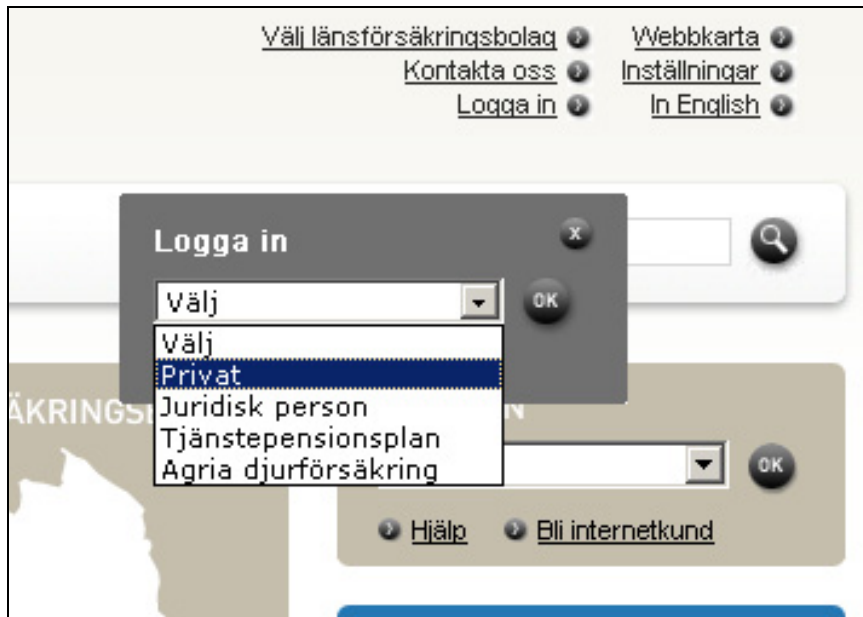 Välj länsförsäkringsbolag Webbkarta
Kontakta oss Inställningar
Logga in In English
Logga in x
Välj OK
Välj
Privat
Juridisk person
Tjänstepensionsplan
Agria djurförsäkring
OK
Hjälp Bli internetkund